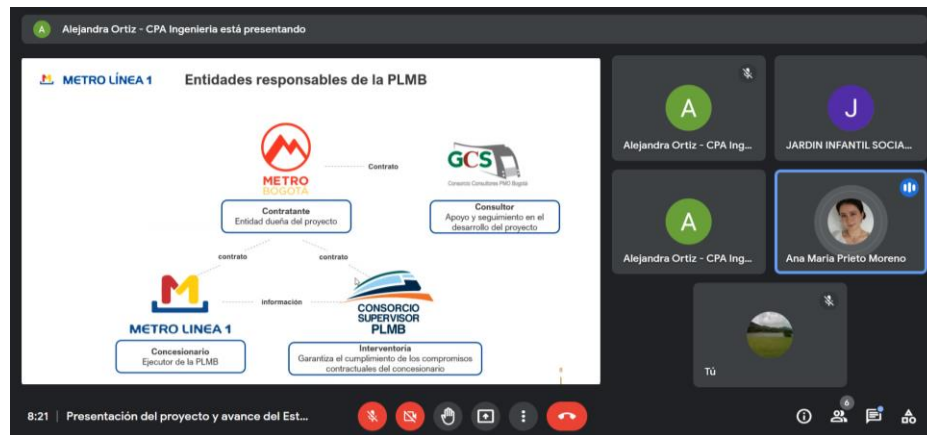 A
Alejandra Ortiz - CPA Ingenieria está presentando
METRO LÍNEA 1
Entidades responsables de la PLMB
METRO
BOGOTÁ
Contrato
GCS
Consorcio Consultores PMO Bogotá
Contratante
Entidad dueña del proyecto
Consultor
Apoyo y seguimiento en el
desarrollo del proyecto
contrato
contrato
METRO LINEA 1
información
CONSORCIO
SUPERVISOR
PLMB
Concesionario
Ejecutor de la PLMB
Interventoría
Garantiza el cumplimiento de los compromisos
contractuales del concesionario
A
Alejandra Ortiz - CPA Ing...
J
JARDIN INFANTIL SOCIA...
A
Alejandra Ortiz - CPA Ing...
Ana María Prieto Moreno
Tú
8:21 | Presentación del proyecto y avance del Est...
6